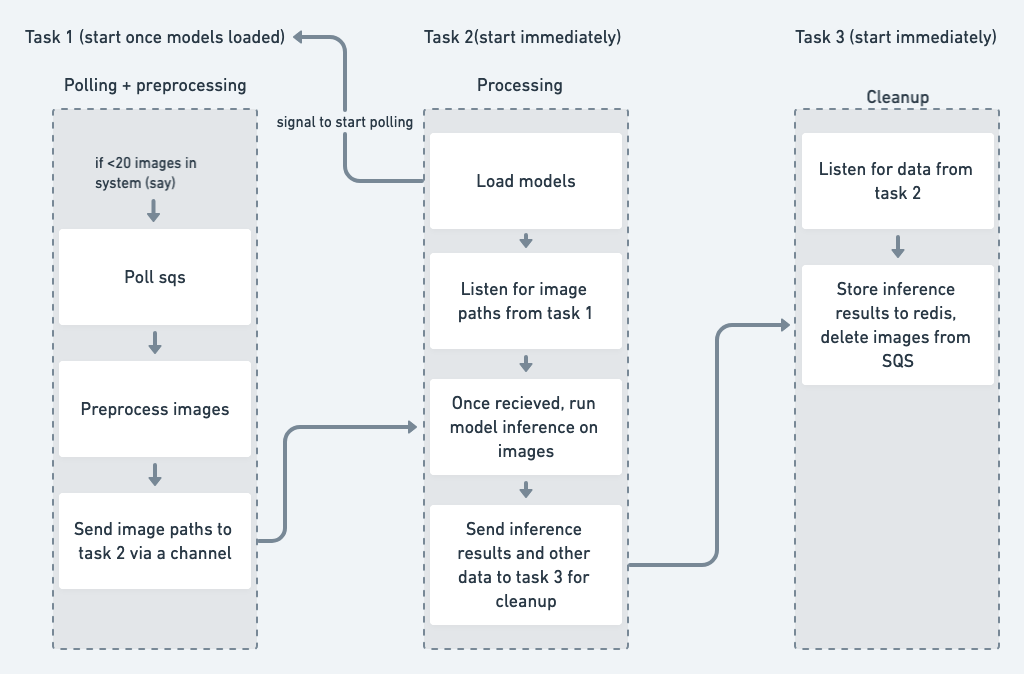 Task 1 (start once models loaded)
Polling + preprocessing
if <20 images in
system (say)
Poll sqs
Preprocess images
Send image paths to
task 2 via a channel
signal to start polling
Task 2(start immediately)
Processing
Load models
Listen for image
paths from task 1
Once recieved, run
model inference on
images
Send inference
results and other
data to task 3 for
cleanup
Task 3 (start immediately)
Cleanup
Listen for data from
task 2
Store inference
results to redis,
delete images from
SQS